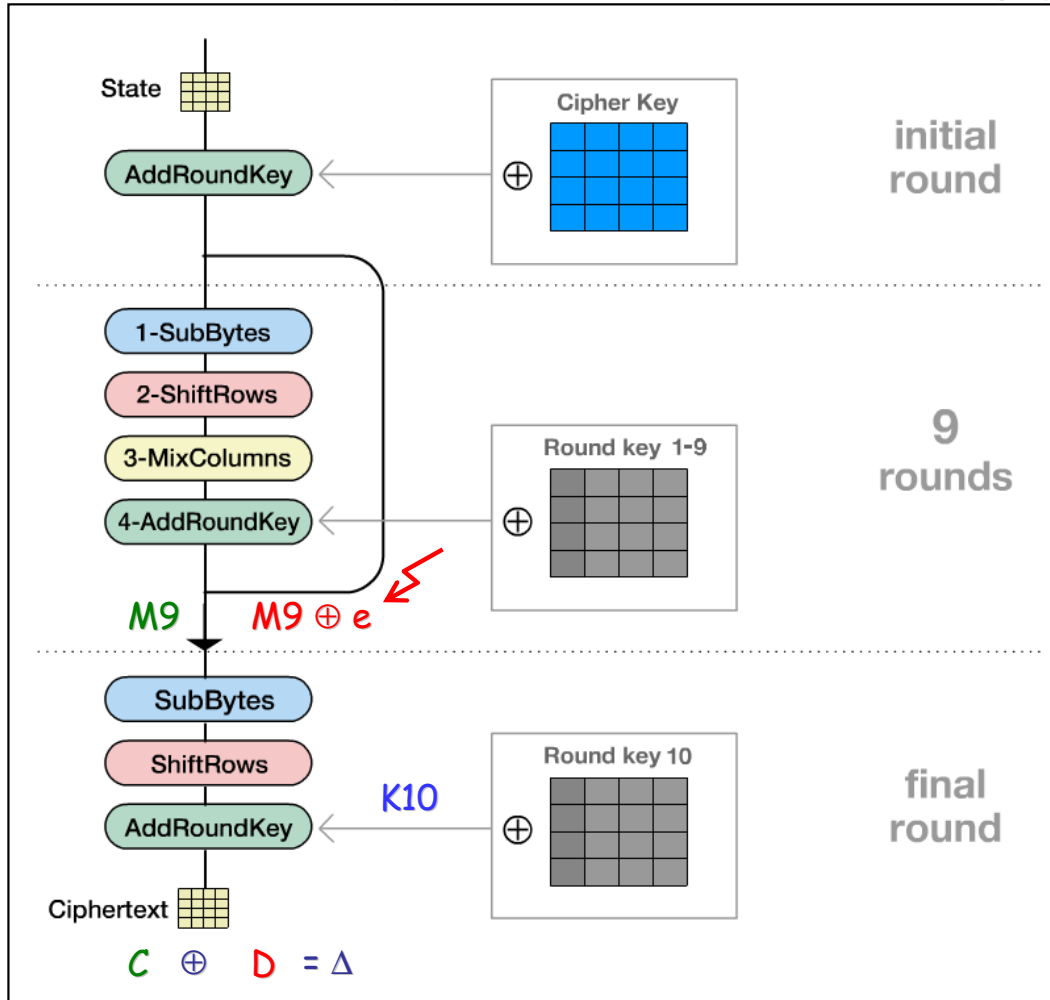 State
Cipher Key
initial
round
AddRoundKey
⊕
1-SubBytes
2-ShiftRows
3-MixColumns
4-AddRoundKey
Round key 1-9
⊕
9
rounds
M9 M9 ⊕ e
SubBytes
ShiftRows
AddRoundKey
K10
Round key 10
⊕
final
round
Ciphertext
C ⊕ D = Δ